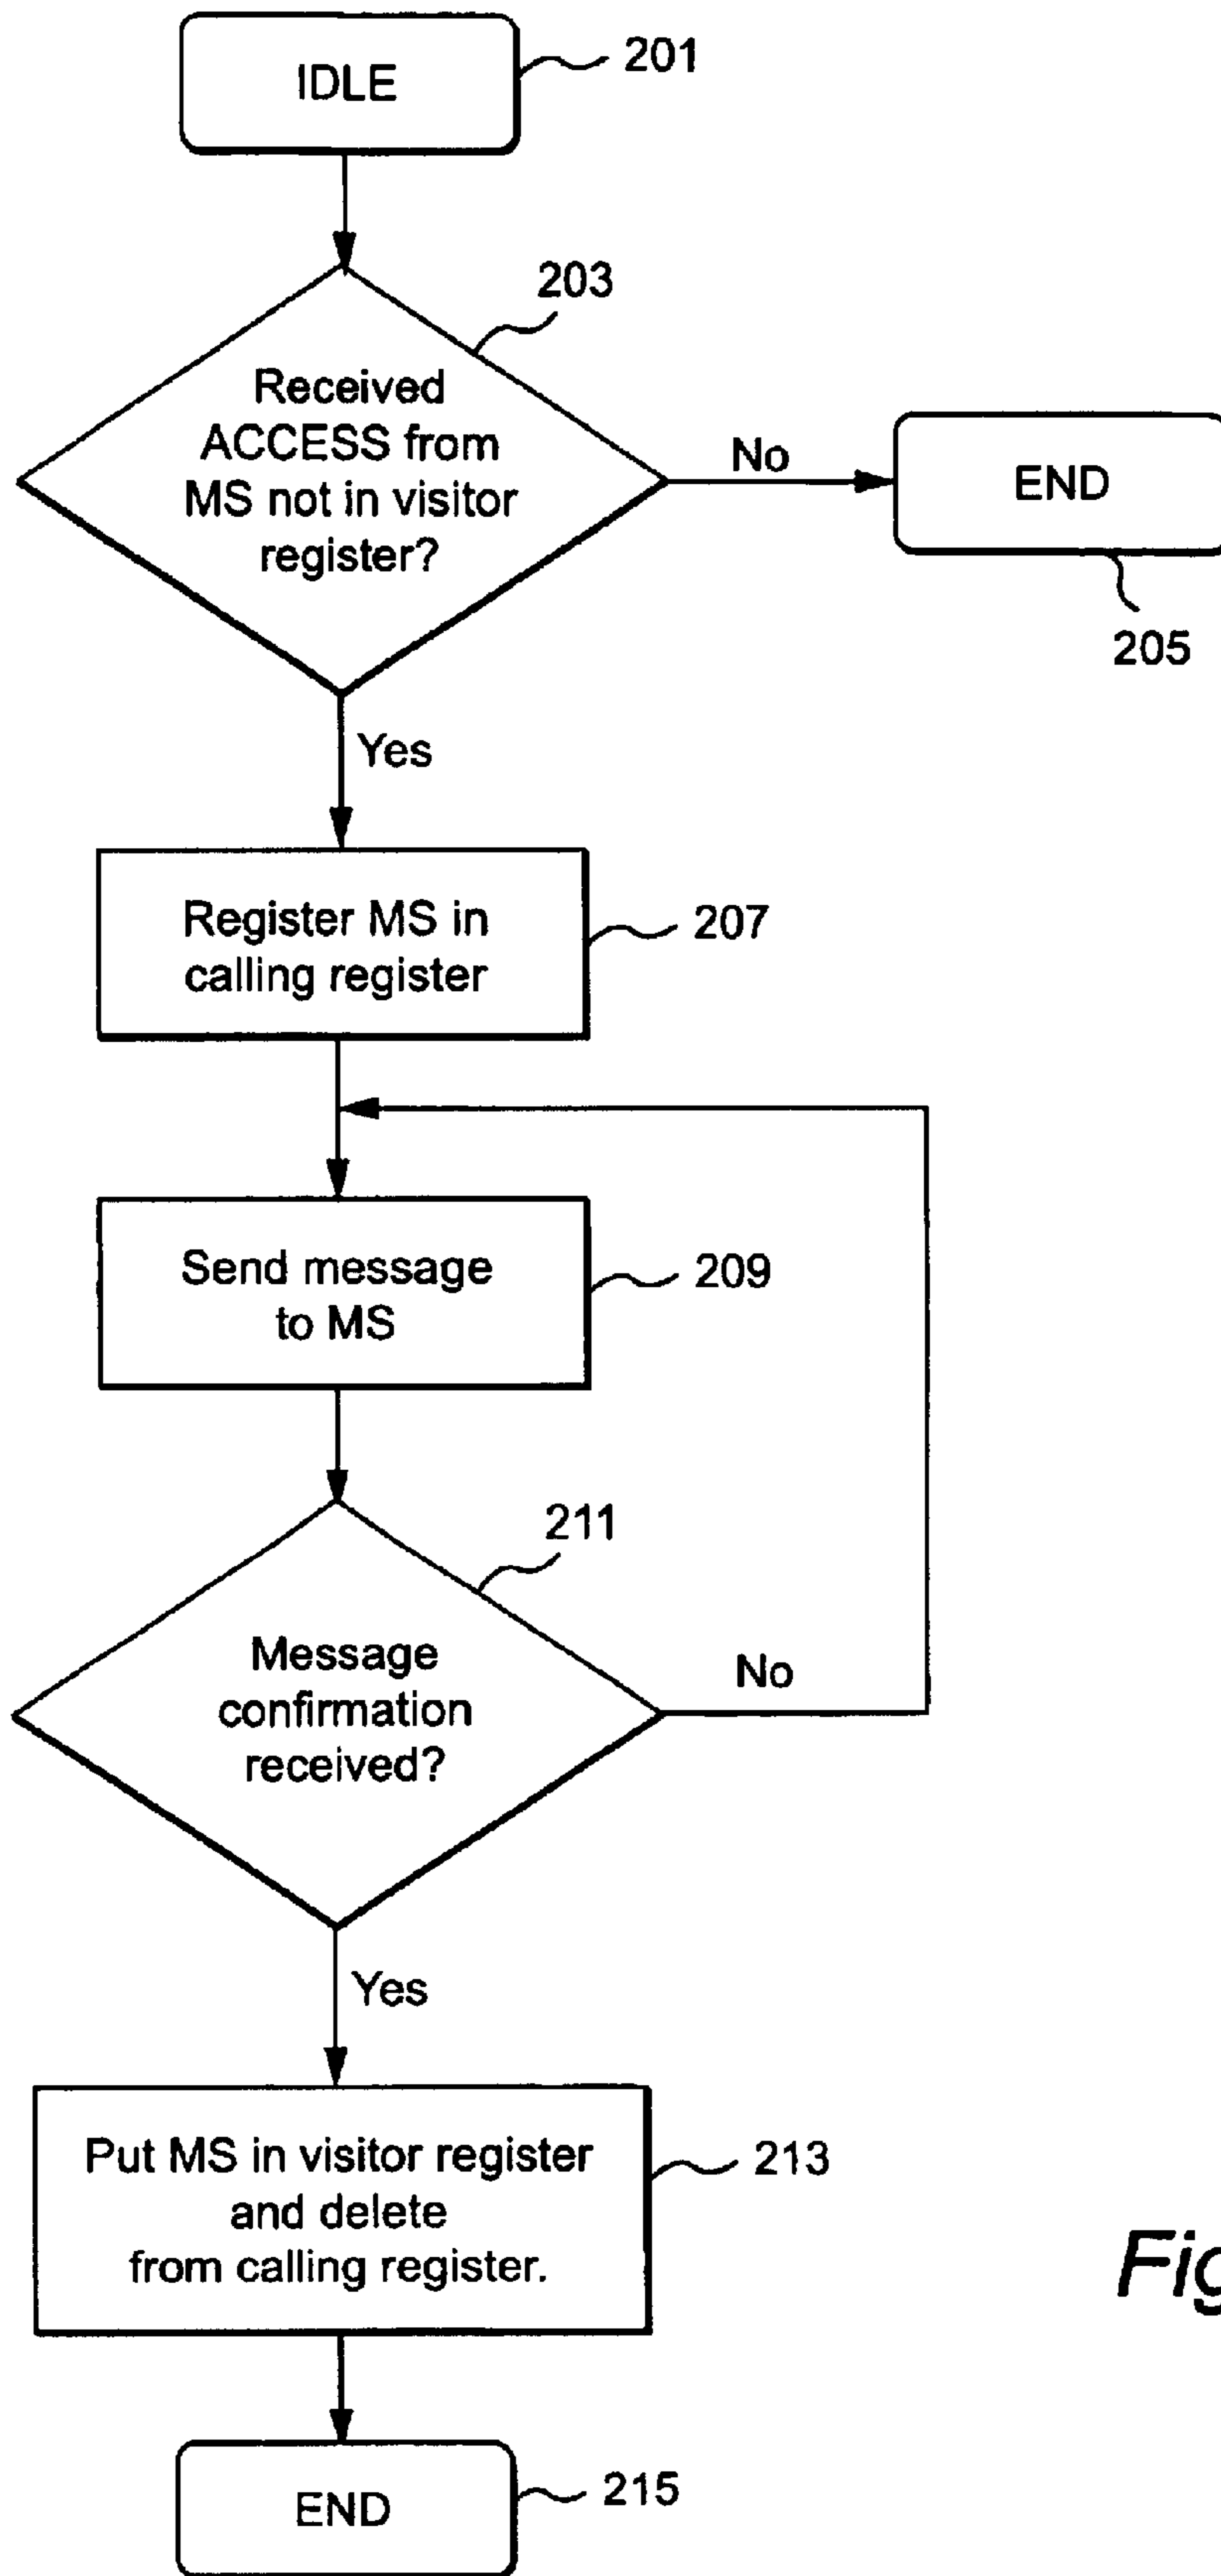 IDLE
201
203
Received
ACCESS from
MS not in visitor
register?
No
END
205
Yes
Register MS in
calling register
207
Send message
to MS
209
211
Message
confirmation
received?
No
Yes
Put MS in visitor register
and delete
from calling register.
213
Fig
END
215